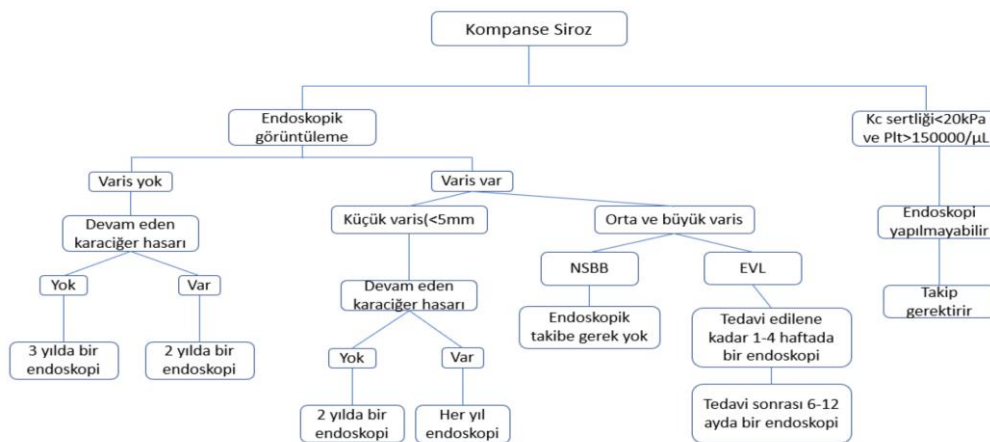 Kompanse Siroz
Endoskopik
görüntüleme
Kc sertliği<20kPa
ve Plt>150000/µL
Varis yok
Varis var
Devam eden
karaciğer hasarı
Küçük varis(<5mm
Orta ve büyük varis
Endoskopi
yapılmayabilir
Yok
Var
Devam eden
karaciğer hasarı
NSBB
EVL
Takip
gerektirir
Endoskopik
takibe gerek yok
Tedavi edilene
kadar 1-4 haftada
bir endoskopi
3 yılda bir
endoskopi
2 yılda bir
endoskopi
Yok
Var
2 yılda bir
endoskopi
Her yıl
endoskopi
Tedavi sonrası 6-12
ayda bir endoskopi